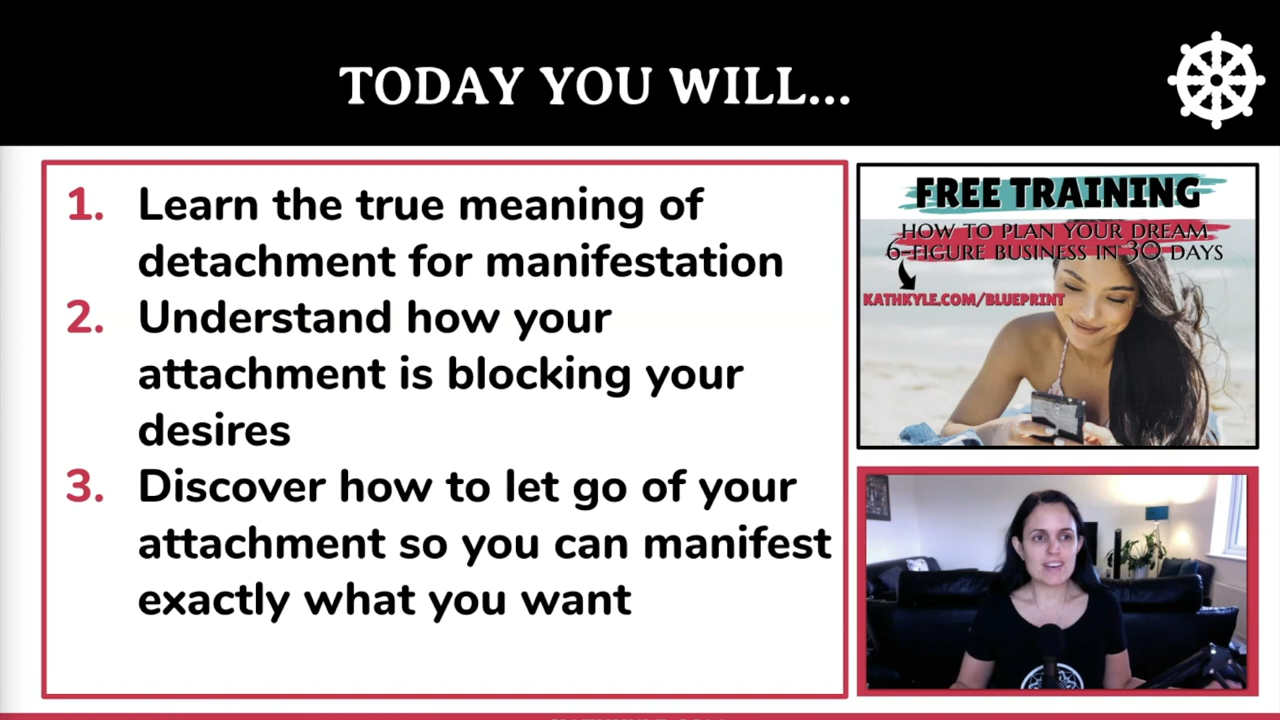 TODAY YOU WILL...
1. Learn the true meaning of
detachment for manifestation
2. Understand how your
attachment is blocking your
desires
3. Discover how to let go of your
attachment so you can manifest
exactly what you want
FREE TRAINING
HOW TO PLAN YOUR DREAM
6-FIGURE BUSINESS IN 30 DAYS
KATHKYLE.COM/BLUEPRINT